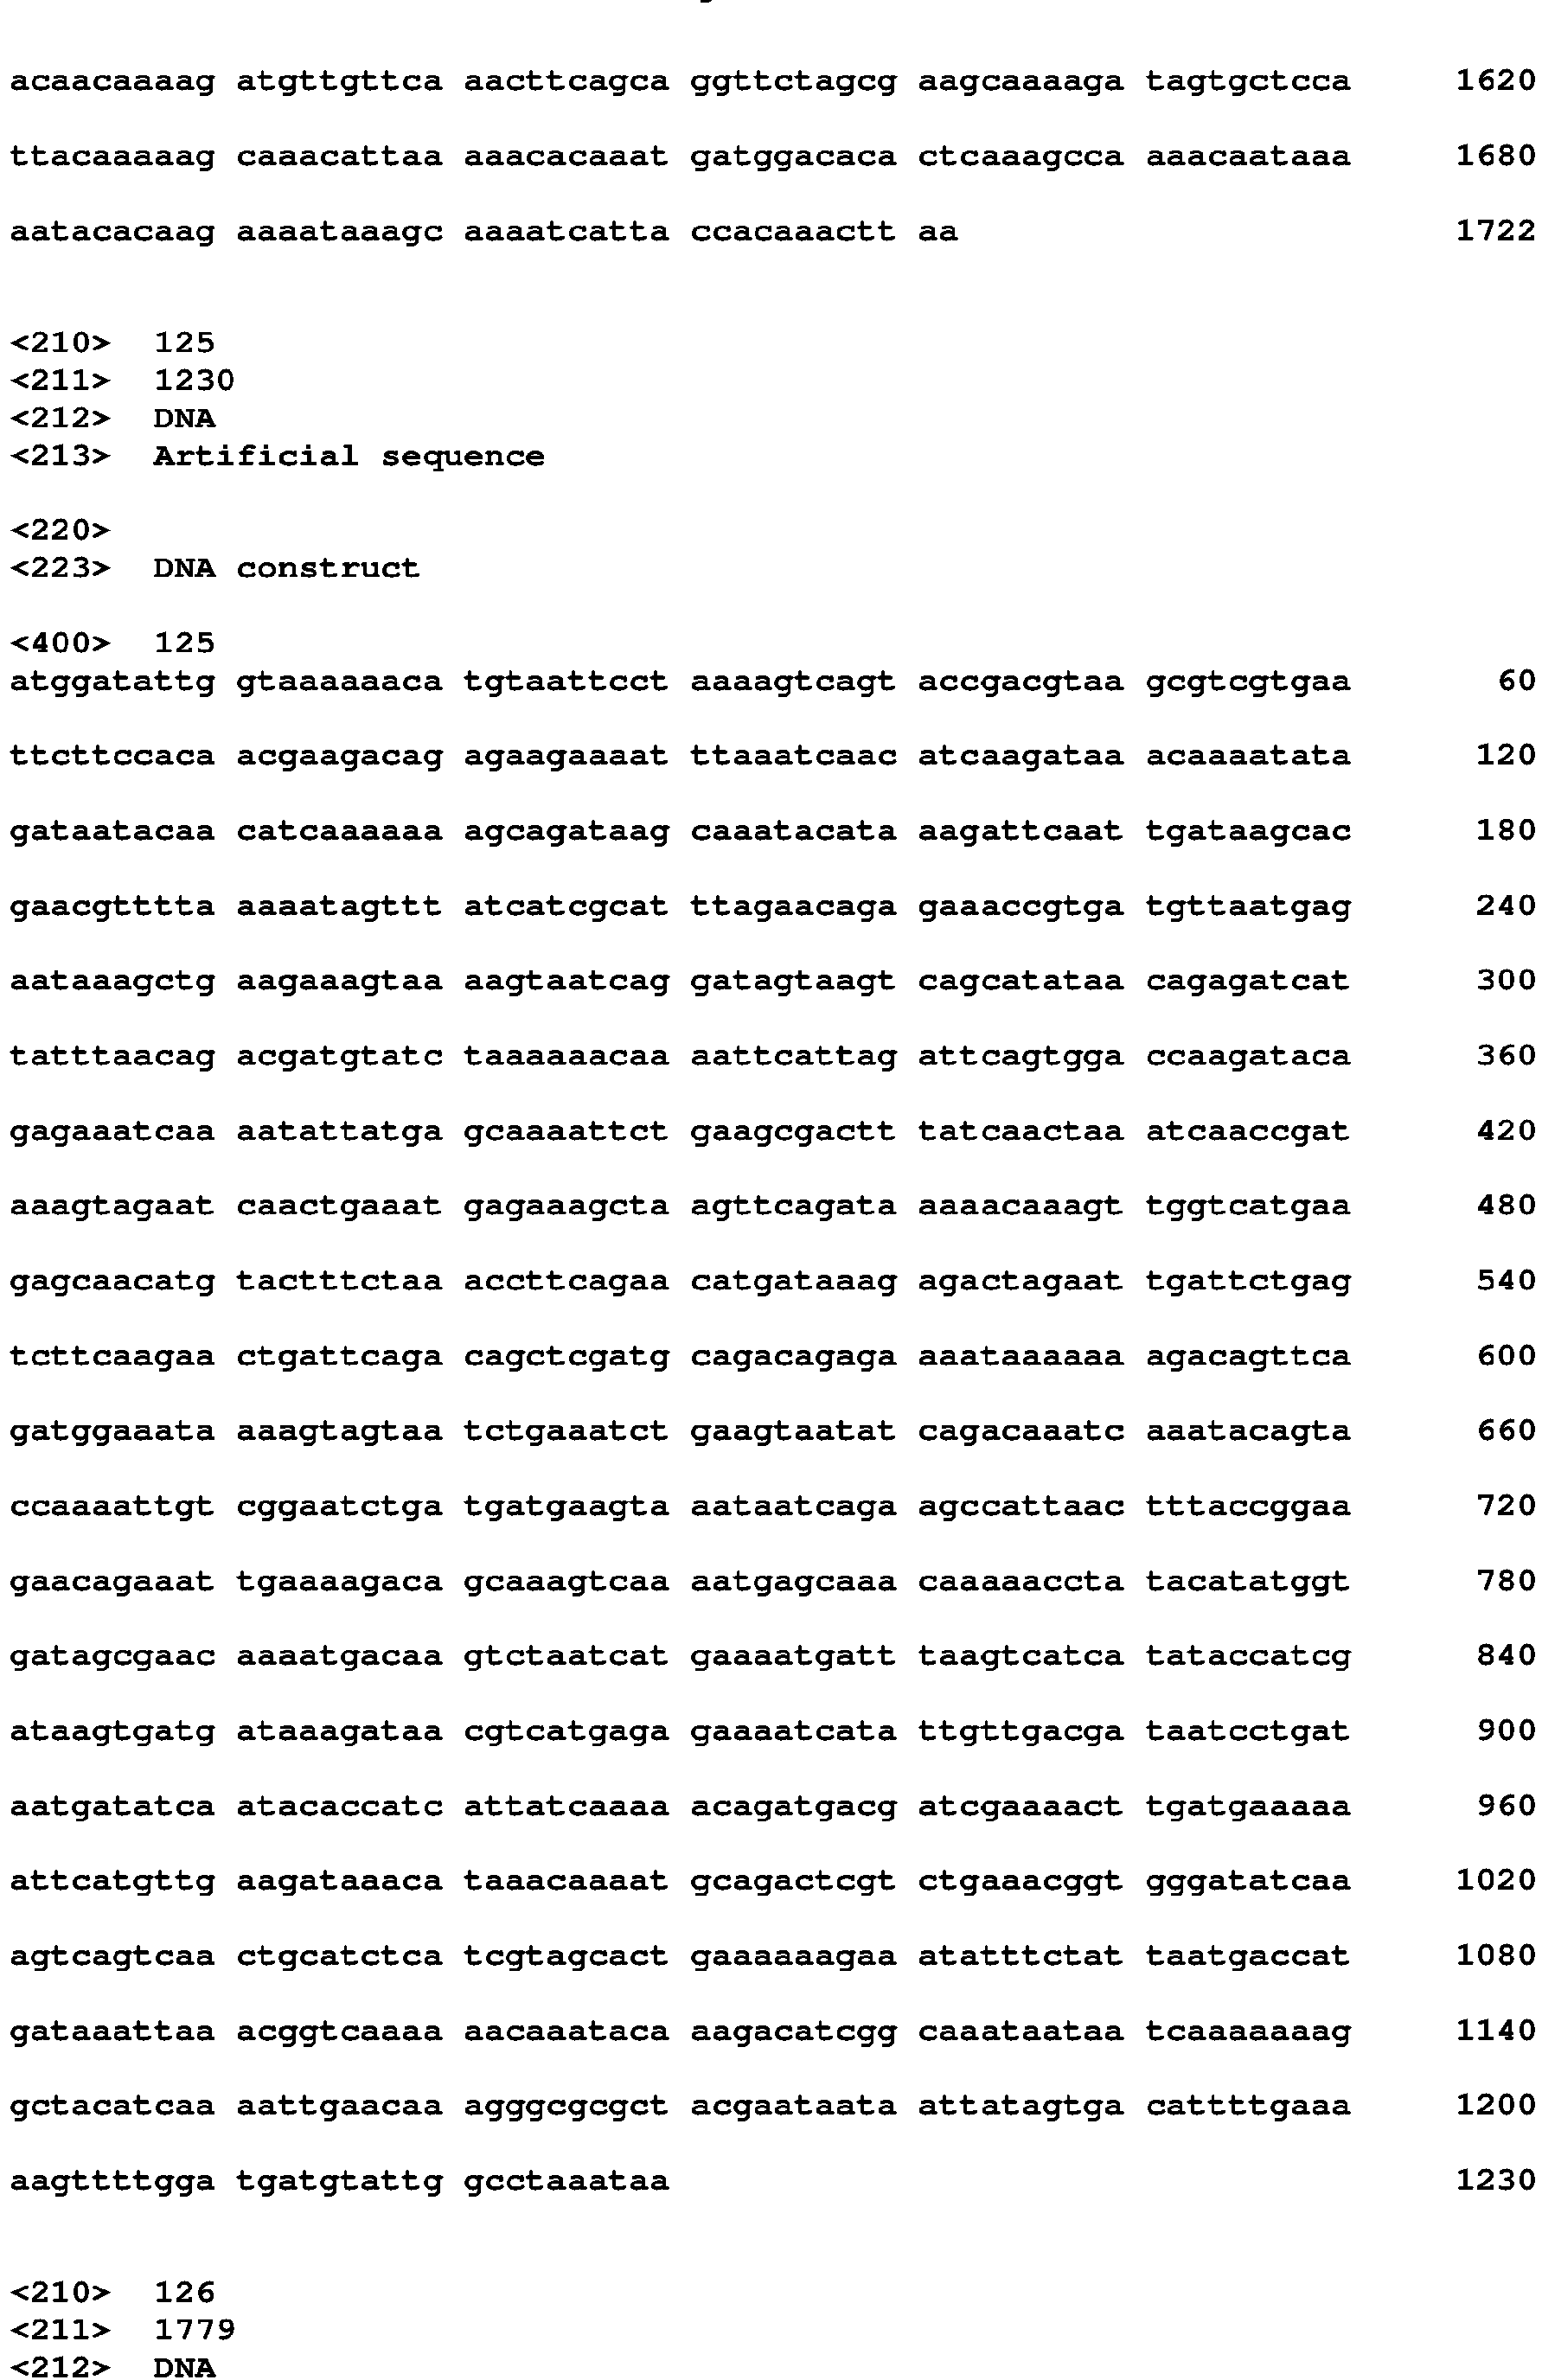 acaacaaaag atgttgttca aacttcagca ggttctagcg aagcaaaaga tagtgctcca 1620
ttacaaaaag caaacattaa aaacacaaat gatggacaca ctcaaagcca aaacaataaa 1680
aatacacaag aaaataaagc aaaatcatta ccacaaactt aa 1722
<210> 125
<211> 1230
<212> DNA
<213> Artificial sequence
<220>
<223> DNA construct
<400> 125
atggatattg gtaaaaaaca tgtaattcct aaaagtcagt accgacgtaa gcgtcgtgaa 60
ttcttccaca acgaagacag agaagaaaat ttaaatcaac atcaagataa acaaaatata 120
gataatacaa catcaaaaaa agcagataag caaatacata aagattcaat tgataagcac 180
gaacgtttta aaaatagttt atcatcgcat ttagaacaga gaaaccgtga tgttaatgag 240
aataaagctg aagaaagtaa aagtaatcag gatagtaagt cagcatataa cagagatcat 300
tatttaacag acgatgtatc taaaaaacaa aattcattag attcagtgga ccaagataca 360
gagaaatcaa aatattatga gcaaaattct gaagcgactt tatcaactaa atcaaccgat 420
aaagtagaat caactgaaat gagaaagcta agttcagata aaaacaaagt tggtcatgaa 480
gagcaacatg tactttctaa accttcagaa catgataaag agactagaat tgattctgag 540
tcttcaagaa ctgattcaga cagctcgatg cagacagaga aaataaaaaa agacagttca 600
gatggaaata aaagtagtaa tctgaaatct gaagtaatat cagacaaatc aaatacagta 660
ccaaaattgt cggaatctga tgatgaagta aataatcaga agccattaac tttaccggaa 720
gaacagaaat tgaaaagaca gcaaagtcaa aatgagcaaa caaaaaccta tacatatggt 780
gatagcgaac aaaatgacaa gtctaatcat gaaaatgatt taagtcatca tataccatcg 840
ataagtgatg ataaagataa cgtcatgaga gaaaatcata ttgttgacga taatcctgat 900
aatgatatca atacaccatc attatcaaaa acagatgacg atcgaaaact tgatgaaaaa 960
attcatgttg aagataaaca taaacaaaat gcagactcgt ctgaaacggt gggatatcaa 1020
agtcagtcaa ctgcatctca tcgtagcact gaaaaaagaa atatttctat taatgaccat 1080
gataaattaa acggtcaaaa aacaaataca aagacatcgg caaataataa tcaaaaaaag 1140
gctacatcaa aattgaacaa agggcgcgct acgaataata attatagtga cattttgaaa 1200
aagttttgga tgatgtattg gcctaaataa 1230
<210> 126
<211> 1779
<212> DNA